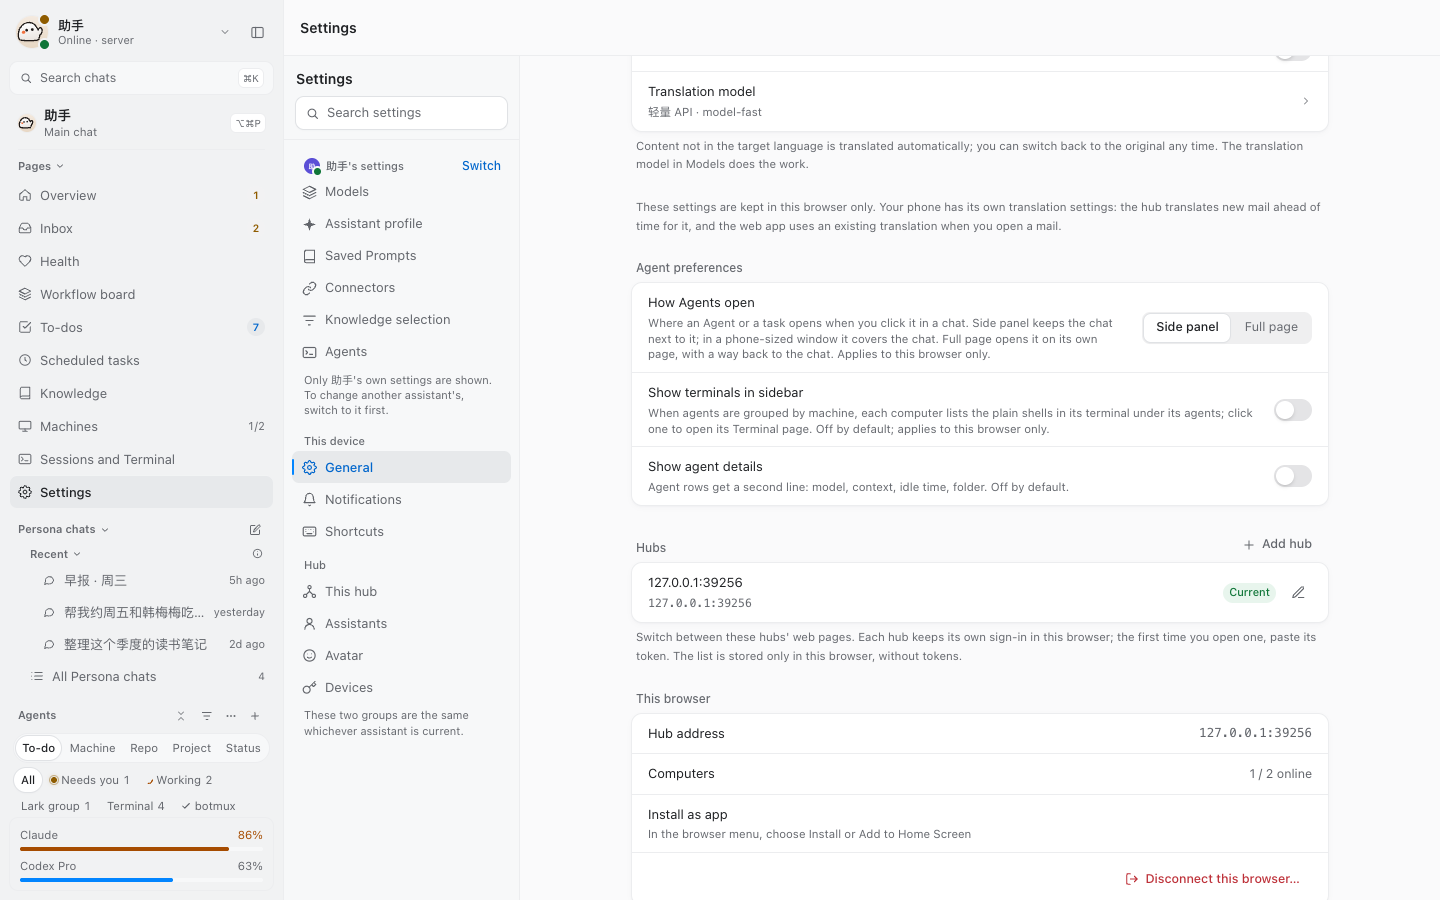 助手
Online · server
Search chats
⌘K
助手
Main chat
⌥⌘P
Pages
Overview
1
Inbox
2
Health
Workflow board
To-dos
7
Scheduled tasks
Knowledge
Machines
1/2
Sessions and Terminal
Settings
Persona chats
Recent
早报 · 周三
5h ago
帮我约周五和韩梅梅吃...
yesterday
整理这个季度的读书笔记
2d ago
All Persona chats
4
Agents
To-do
Machine
Repo
Project
Status
All
Needs you 1
Working 2
Lark group 1
Terminal 4
botmux
Claude
86%
Codex Pro
63%
Settings
Settings
Search settings
助手's settings
Switch
Models
Assistant profile
Saved Prompts
Connectors
Knowledge selection
Agents
Only 助手's own settings are shown.
To change another assistant's,
switch to it first.
This device
General
Notifications
Shortcuts
Hub
This hub
Assistants
Avatar
Devices
These two groups are the same
whichever assistant is current.
Translation model
轻量 API · model-fast
Content not in the target language is translated automatically; you can switch back to the original any time. The translation
model in Models does the work.
These settings are kept in this browser only. Your phone has its own translation settings: the hub translates new mail ahead of
time for it, and the web app uses an existing translation when you open a mail.
Agent preferences
How Agents open
Where an Agent or a task opens when you click it in a chat. Side panel keeps the chat
next to it; in a phone-sized window it covers the chat. Full page opens it on its own
page, with a way back to the chat. Applies to this browser only.
Side panel
Full page
Show terminals in sidebar
When agents are grouped by machine, each computer lists the plain shells in its terminal under its agents; click
one to open its Terminal page. Off by default; applies to this browser only.
Show agent details
Agent rows get a second line: model, context, idle time, folder. Off by default.
Hubs
Add hub
127.0.0.1:39256
127.0.0.1:39256
Current
Switch between these hubs' web pages. Each hub keeps its own sign-in in this browser; the first time you open one, paste its
token. The list is stored only in this browser, without tokens.
This browser
Hub address
127.0.0.1:39256
Computers
1 / 2 online
Install as app
In the browser menu, choose Install or Add to Home Screen
Disconnect this browser...